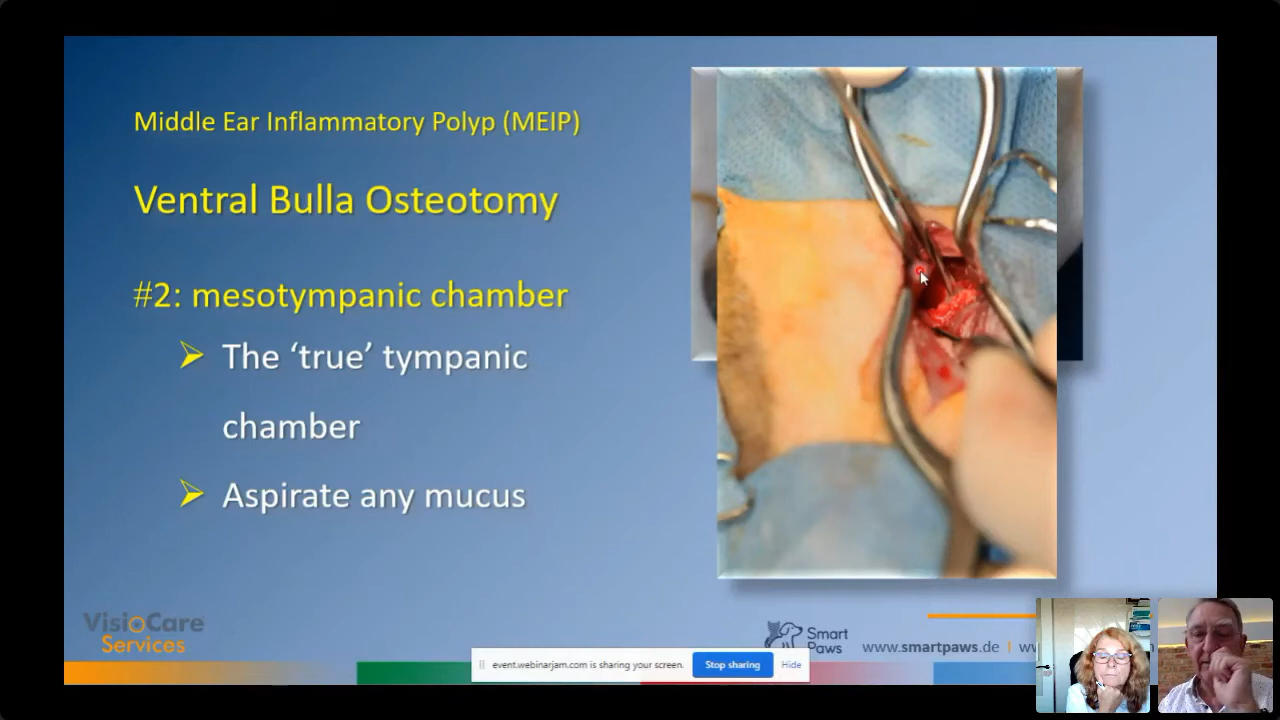 Middle Ear Inflammatory Polyp (MEIP)
Ventral Bulla Osteotomy
#2: mesotympanic chamber
➢ The ‘true’ tympanic
chamber
➢ Aspirate any mucus
VisioCare
Services
Smart
Paws
www.smartpaws.de
event.webinarjam.com is sharing your screen.
Stop sharing
Hide